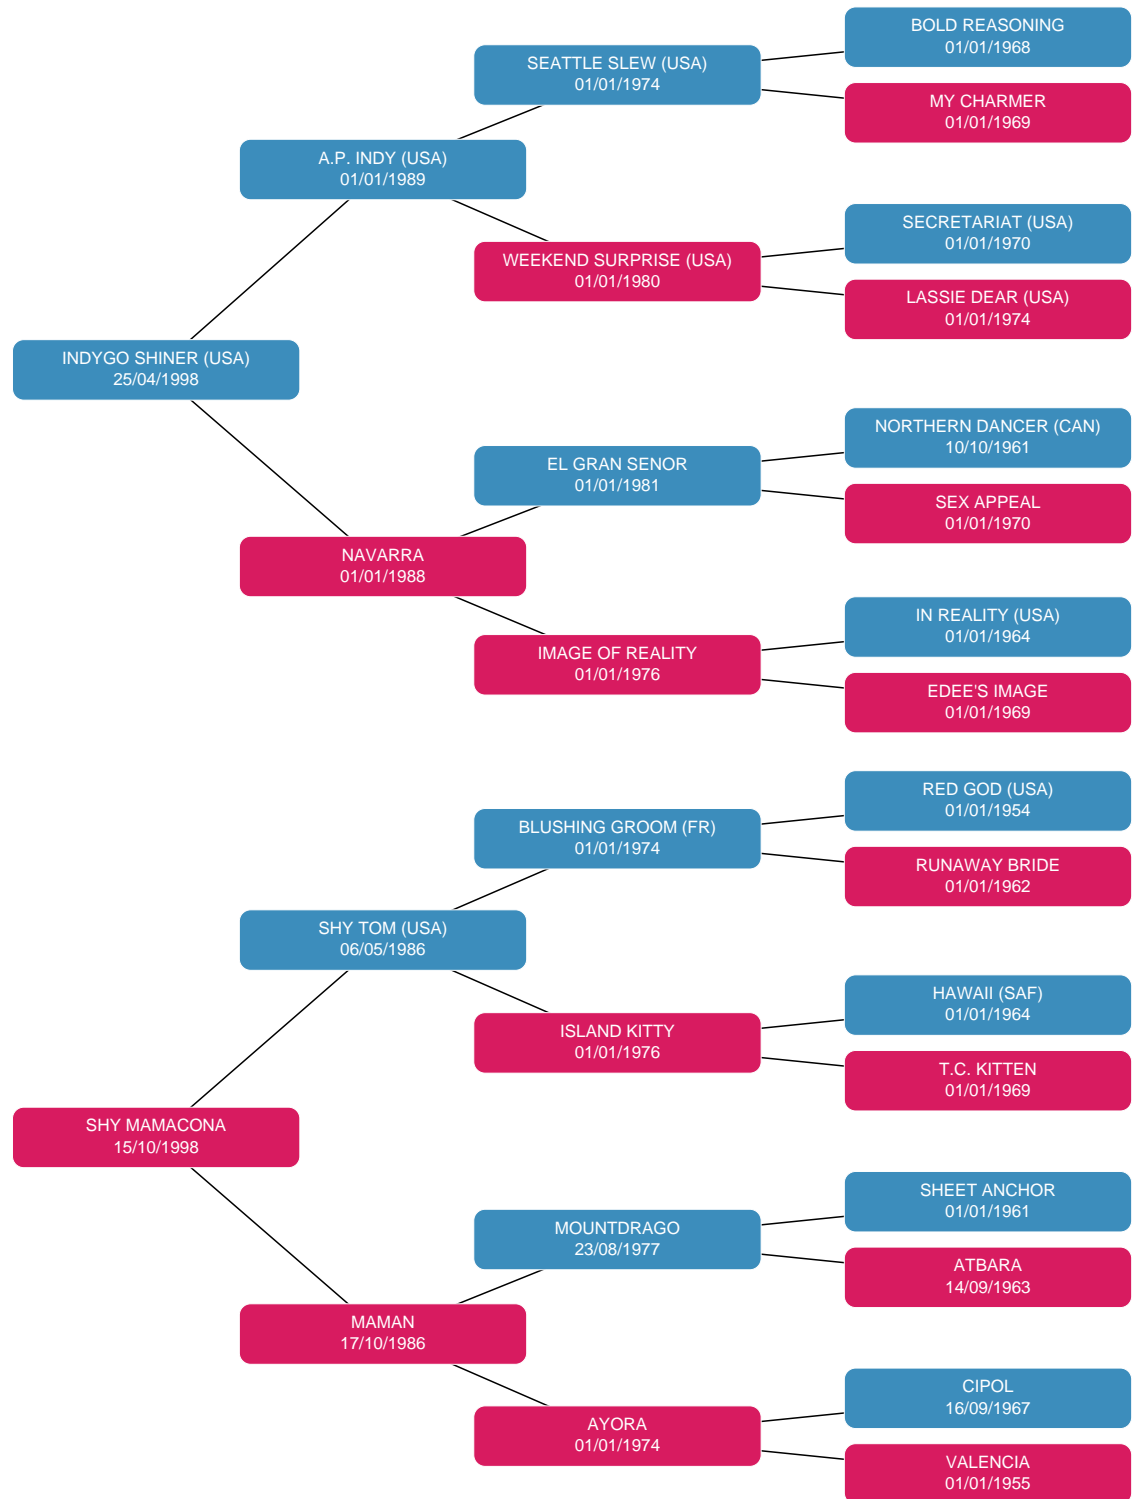 BOLD REASONING
01/01/1968
SEATTLE SLEW (USA)
01/01/1974
MY CHARMER
01/01/1969
A.P. INDY (USA)
01/01/1989
SECRETARIAT (USA)
01/01/1970
WEEKEND SURPRISE (USA)
01/01/1980
LASSIE DEAR (USA)
01/01/1974
INDYGO SHINER (USA)
25/04/1998
NORTHERN DANCER (CAN)
10/10/1961
EL GRAN SENOR
01/01/1981
SEX APPEAL
01/01/1970
NAVARRA
01/01/1988
IN REALITY (USA)
01/01/1964
IMAGE OF REALITY
01/01/1976
EDEE'S IMAGE
01/01/1969
RED GOD (USA)
01/01/1954
BLUSHING GROOM (FR)
01/01/1974
RUNAWAY BRIDE
01/01/1962
SHY TOM (USA)
06/05/1986
HAWAII (SAF)
01/01/1964
ISLAND KITTY
01/01/1976
T.C. KITTEN
01/01/1969
SHY MAMACONA
15/10/1998
SHEET ANCHOR
01/01/1961
MOUNTDRAGO
23/08/1977
ATBARA
14/09/1963
MAMAN
17/10/1986
CIPOL
16/09/1967
AYORA
01/01/1974
VALENCIA
01/01/1955